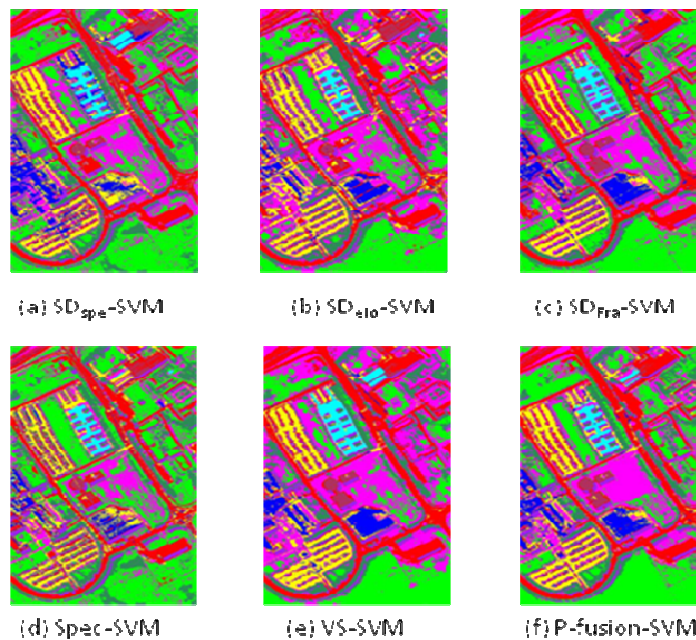 (a) SDspe-SVM
(b) SDelo-SVM
(c) SDFra-SVM
(d) Spec-SVM
(e) VS-SVM
(f) P-fusion-SVM